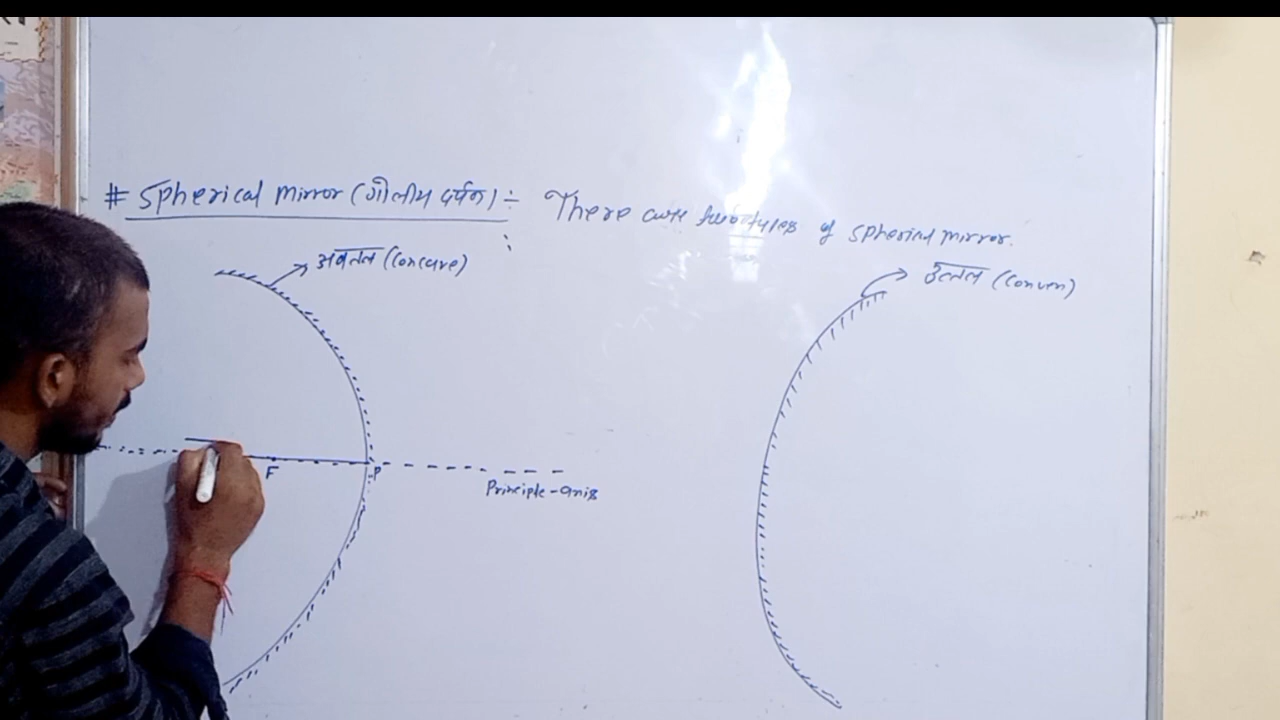 # Spherical mirror (गोलीय दर्पण) ÷ There are two types of spherical mirror.
अवतल (Concave)
उत्तल (Convex)
F
P
Principle-axis